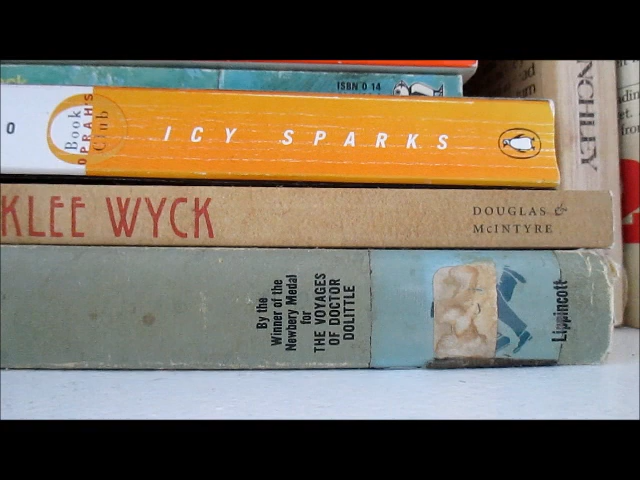 ISBN 0 14
O
OPRAH'S
Book
Club
ICY SPARKS
KLEE WYCK
DOUGLAS &
McINTYRE
By the
Winner of the
Newbery Medal
for
THE VOYAGES
OF DOCTOR
DOLITTLE
Lippincott
NCHLEY